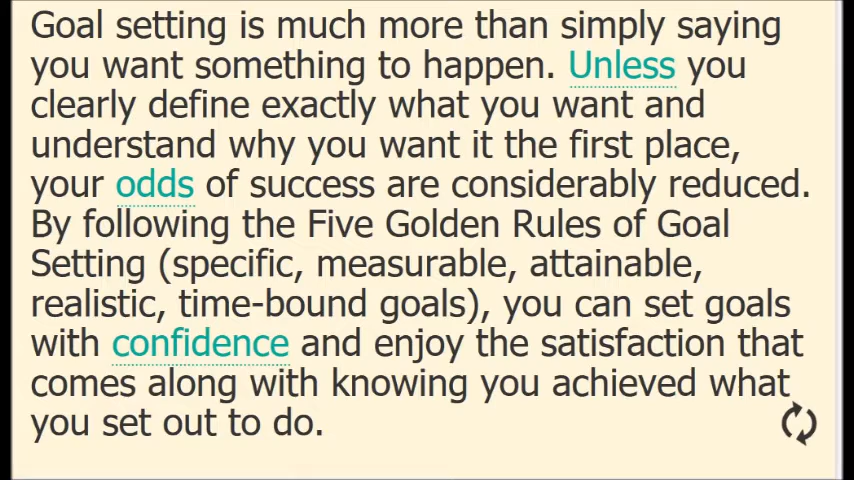 Goal setting is much more than simply saying
you want something to happen. Unless you
clearly define exactly what you want and
understand why you want it the first place,
your odds of success are considerably reduced.
By following the Five Golden Rules of Goal
Setting (specific, measurable, attainable,
realistic, time-bound goals), you can set goals
with confidence and enjoy the satisfaction that
comes along with knowing you achieved what
you set out to do.